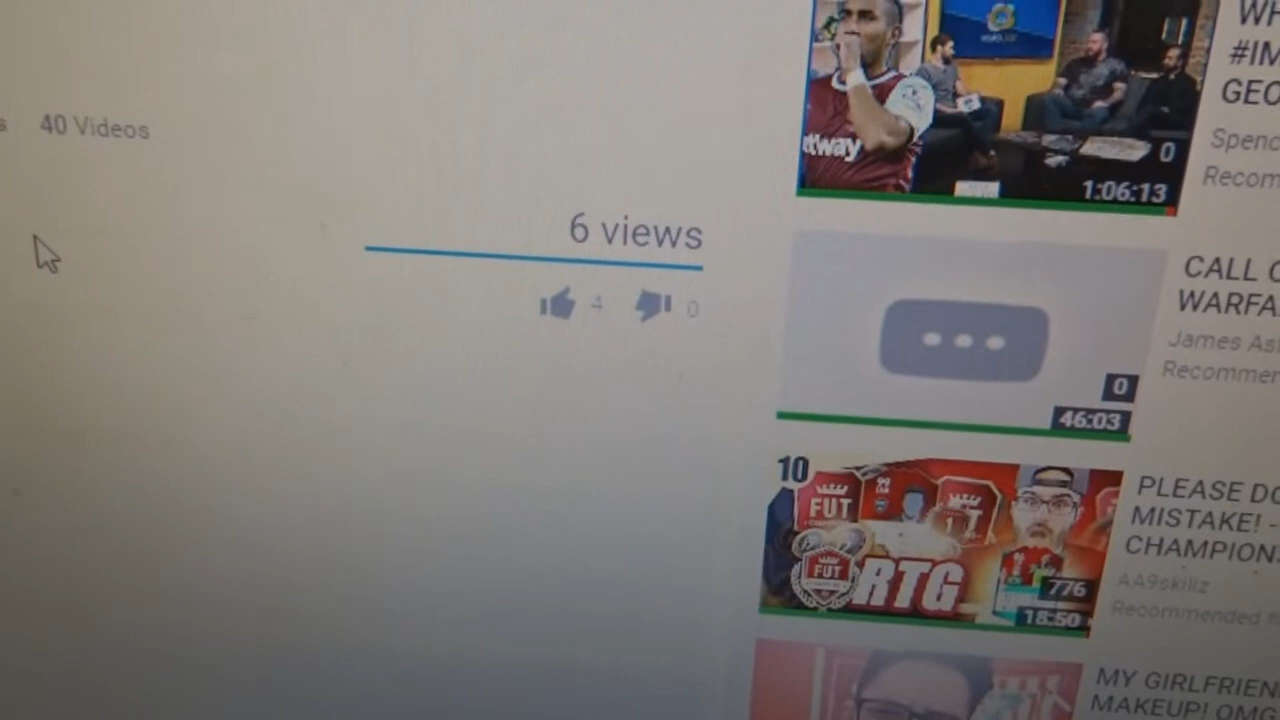 40 Videos
6 views
4 0
#IM
GEO
Spenc
Recom
etway
0
1:06:13
CALL
WARFA
James As
Recommen
0
46:03
10
FUT
FUT
RTG
776
18:50
PLEASE DO
MISTAKE! -
CHAMPION
AA9skillz
Recommended
MY GIRLFRIEN
MAKEUP! OMG